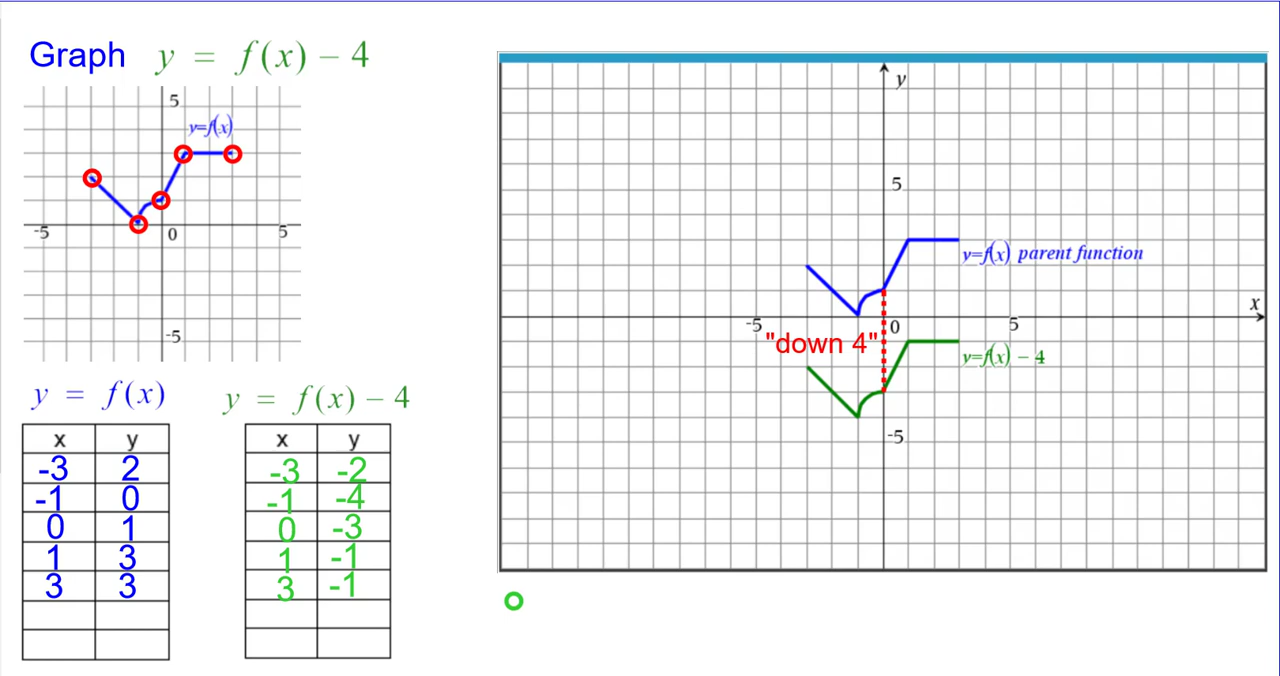 Graph y = f(x) – 4
5
y=f(x)
-5 0 5
-5
y = f(x)
x y
-3 2
-1 0
0 1
1 3
3 3
y = f(x) – 4
x y
-3 -2
-1 -4
0 -3
1 -1
3 -1
y
5
y=f(x) parent function
x
-5 0 5
"down 4"
y=f(x) – 4
-5